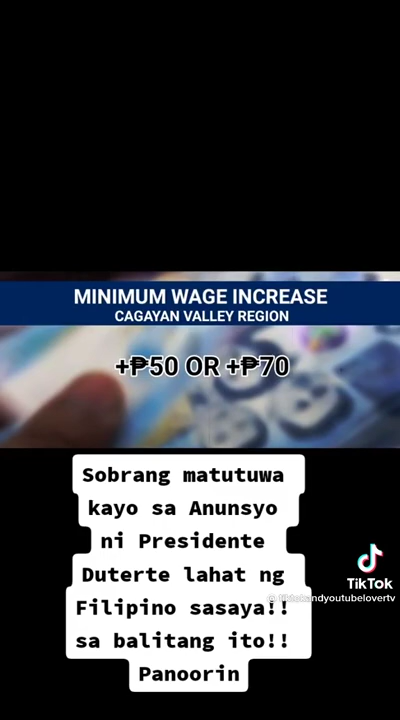 MINIMUM WAGE INCREASE
CAGAYAN VALLEY REGION
+₱50 OR +₱70
Sobrang matutuwa
kayo sa Anunsyo
ni Presidente
Duterte lahat ng
Filipino sasaya!!
sa balitang ito!!
Panoorin
TikTok
@tiktokandyoutubelovertv